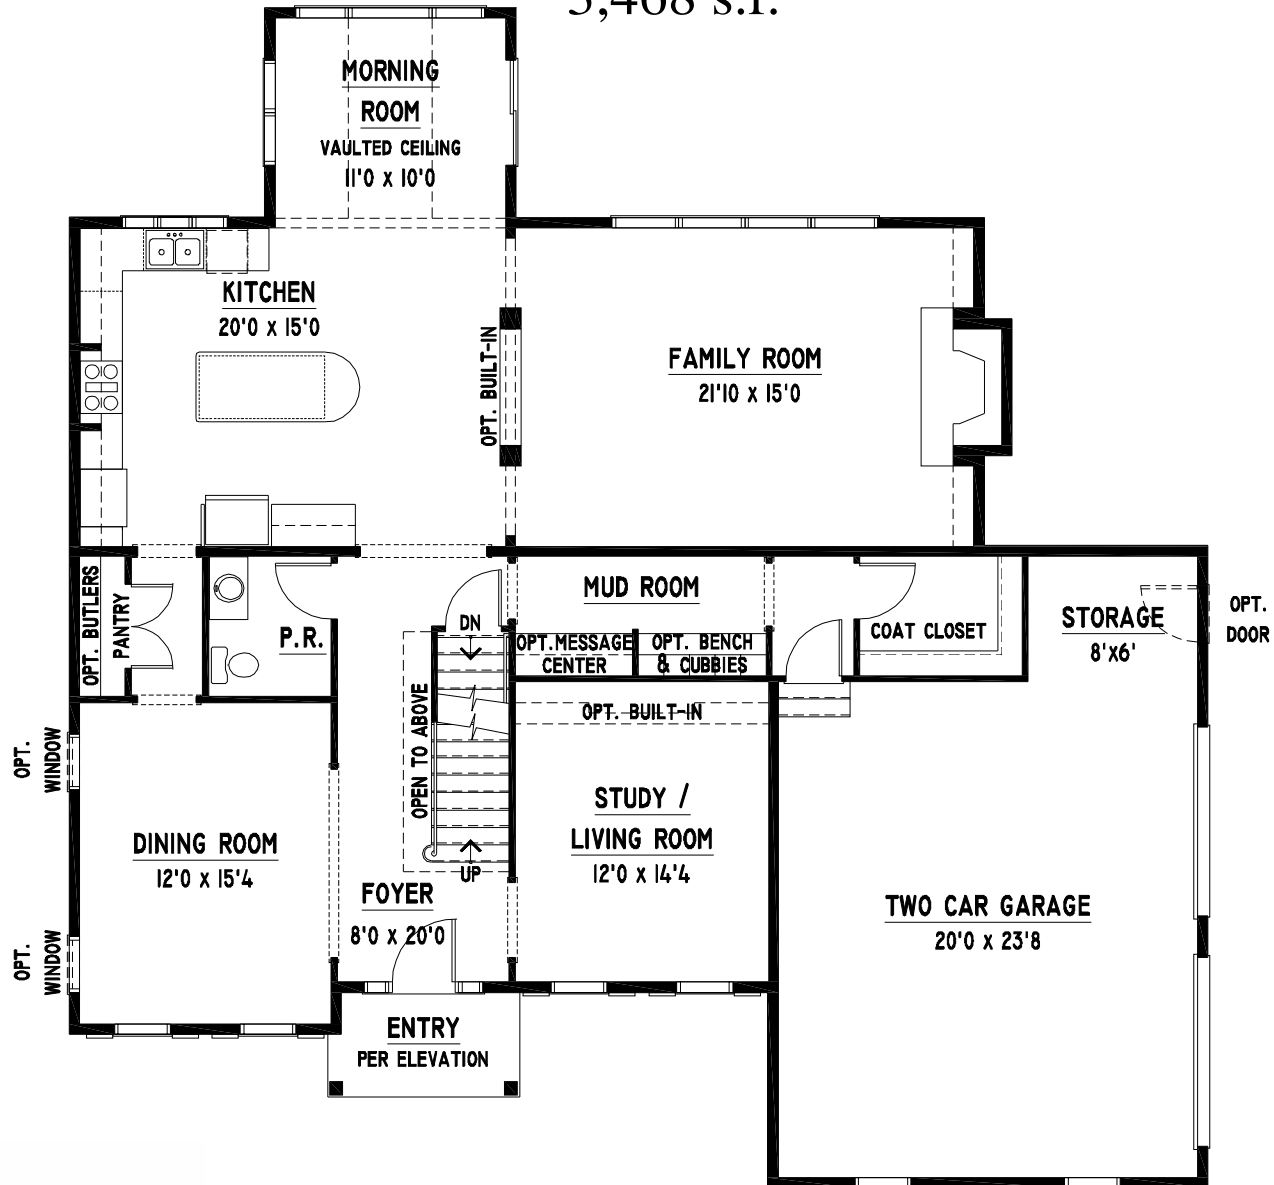 MORNING
ROOM
VAULTED CEILING
11'0 X 10'0
KITCHEN
20'0 X 15'0
OPT. BUILT-IN
FAMILY ROOM
21'10 X 15'0
OPT. BUTLERS
PANTRY
P.R.
DN
MUD ROOM
OPT.MESSAGE
CENTER
OPT. BENCH
& CUBBIES
COAT CLOSET
STORAGE
8'x6'
OPT.
DOOR
OPT. BUILT-IN
OPEN TO ABOVE
OPT.
WINDOW
DINING ROOM
12'0 X 15'4
STUDY /
LIVING ROOM
12'0 X 14'4
UP
FOYER
8'0 X 20'0
TWO CAR GARAGE
20'0 X 23'8
OPT.
WINDOW
ENTRY
PER ELEVATION